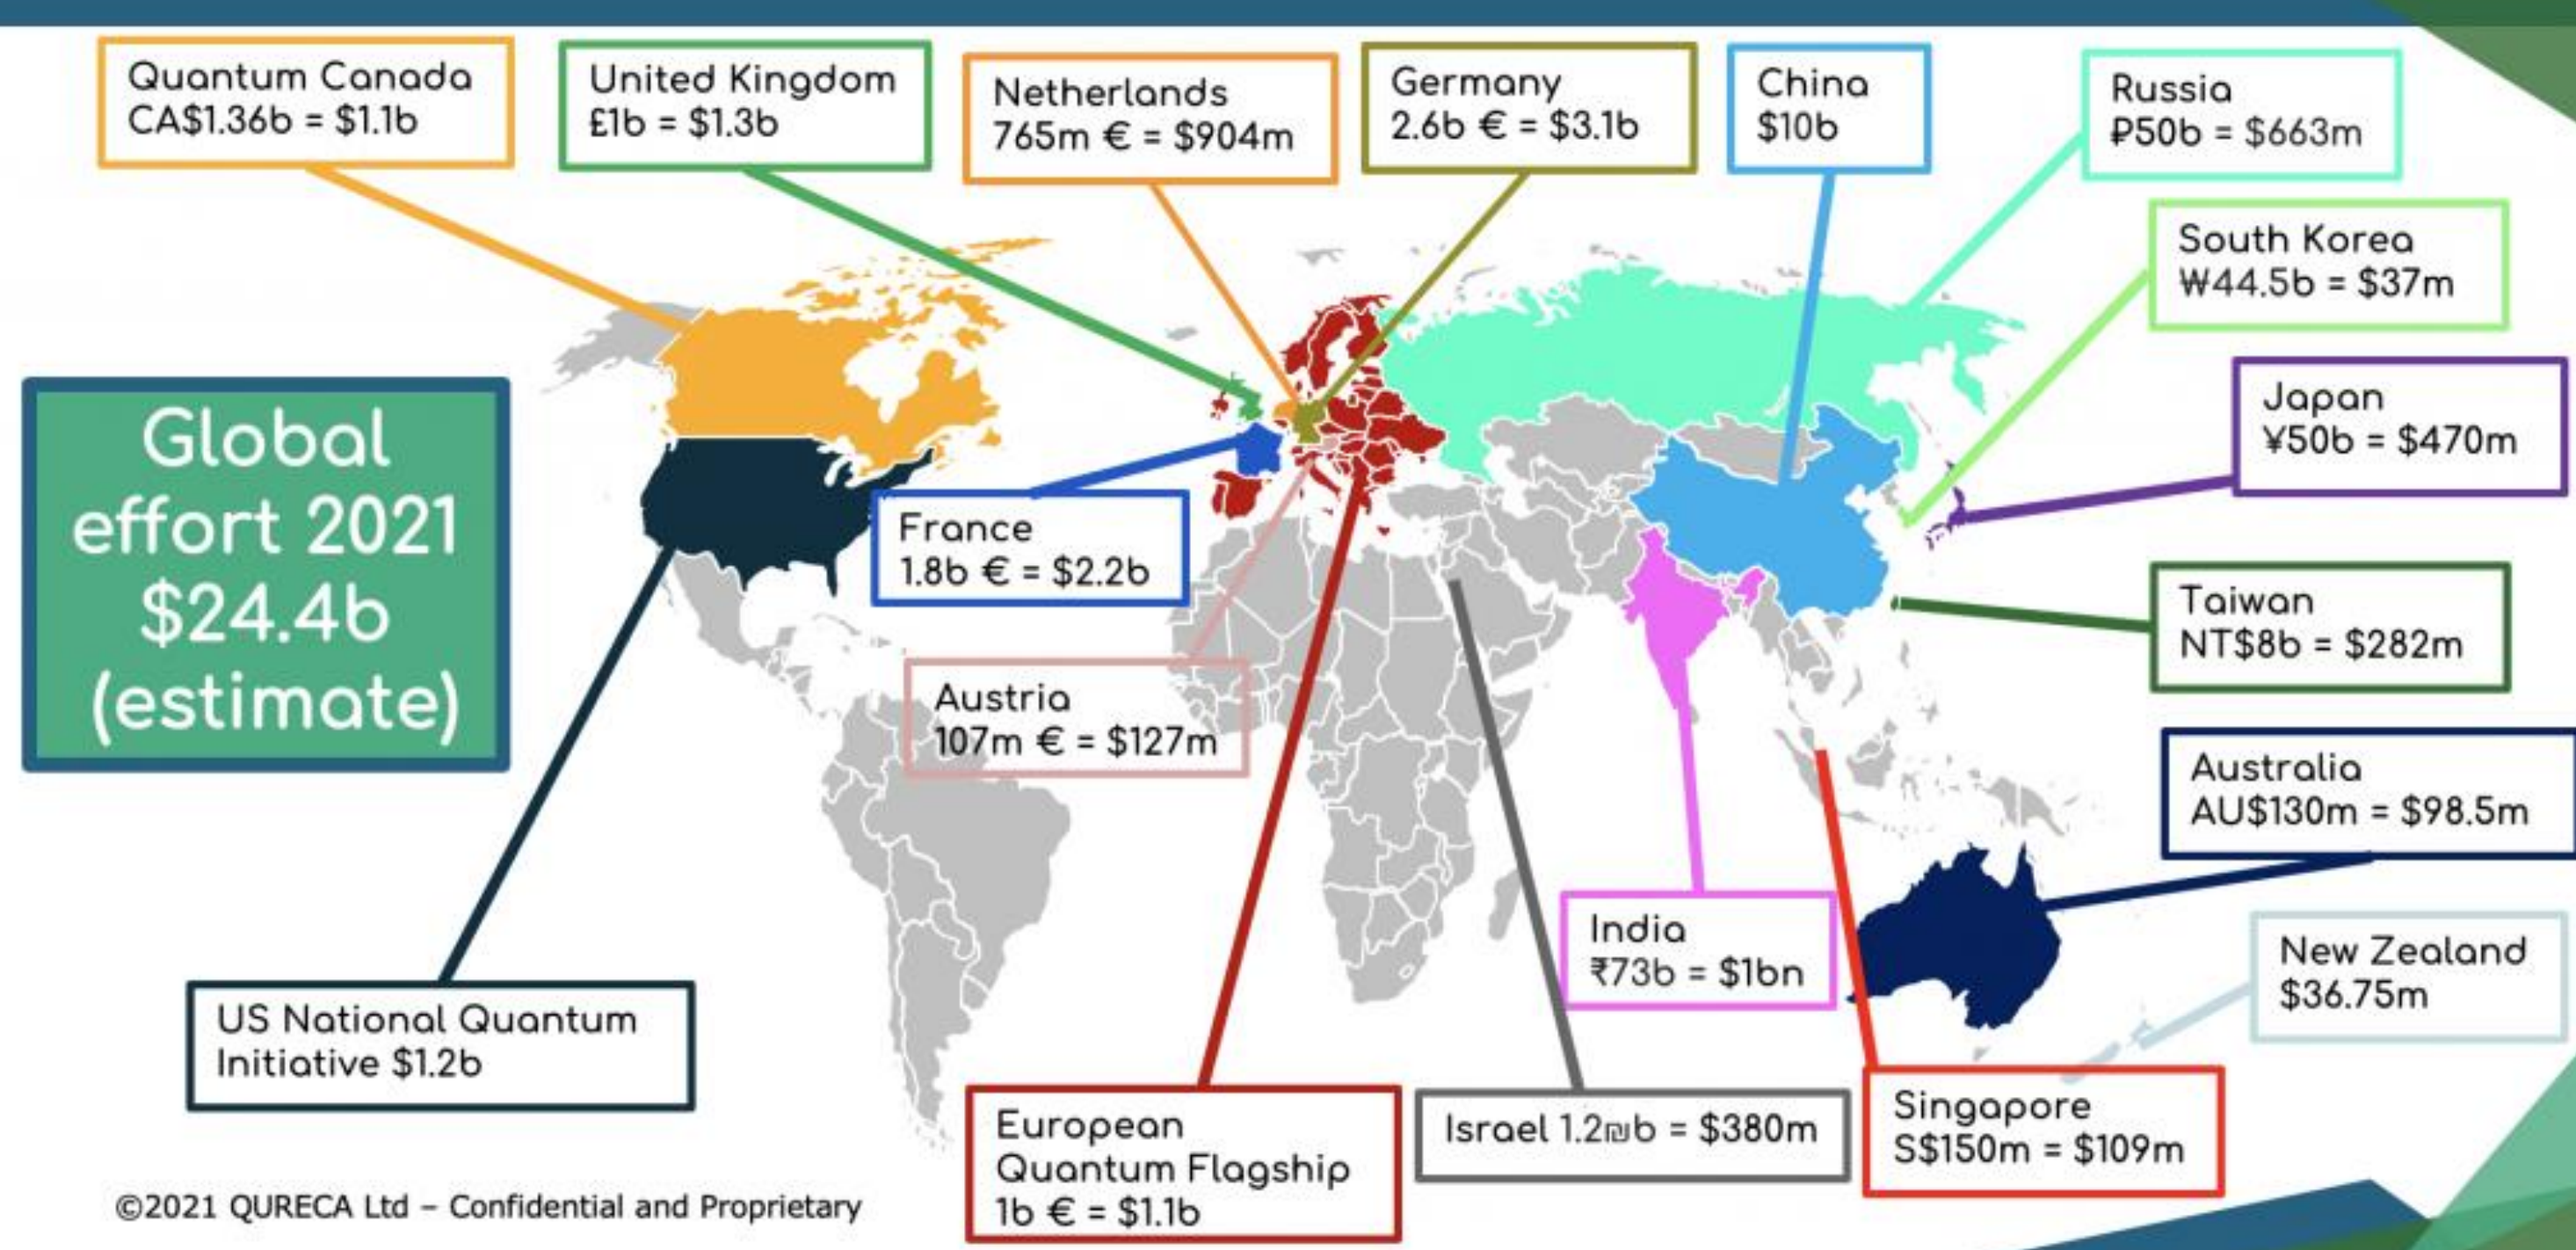 Quantum Canada
CA$1.36b = $1.1b
United Kingdom
£1b = $1.3b
Netherlands
765m € = $904m
Germany
2.6b € = $3.1b
China
$10b
Russia
₽50b = $663m
South Korea
₩44.5b = $37m
Japan
¥50b = $470m
Global
effort 2021
$24.4b
(estimate)
France
1.8b € = $2.2b
Taiwan
NT$8b = $282m
Austria
107m € = $127m
Australia
AU$130m = $98.5m
India
₹73b = $1bn
New Zealand
$36.75m
US National Quantum
Initiative $1.2b
European
Quantum Flagship
1b € = $1.1b
Israel 1.2₪b = $380m
Singapore
S$150m = $109m
©2021 QURECA Ltd – Confidential and Proprietary